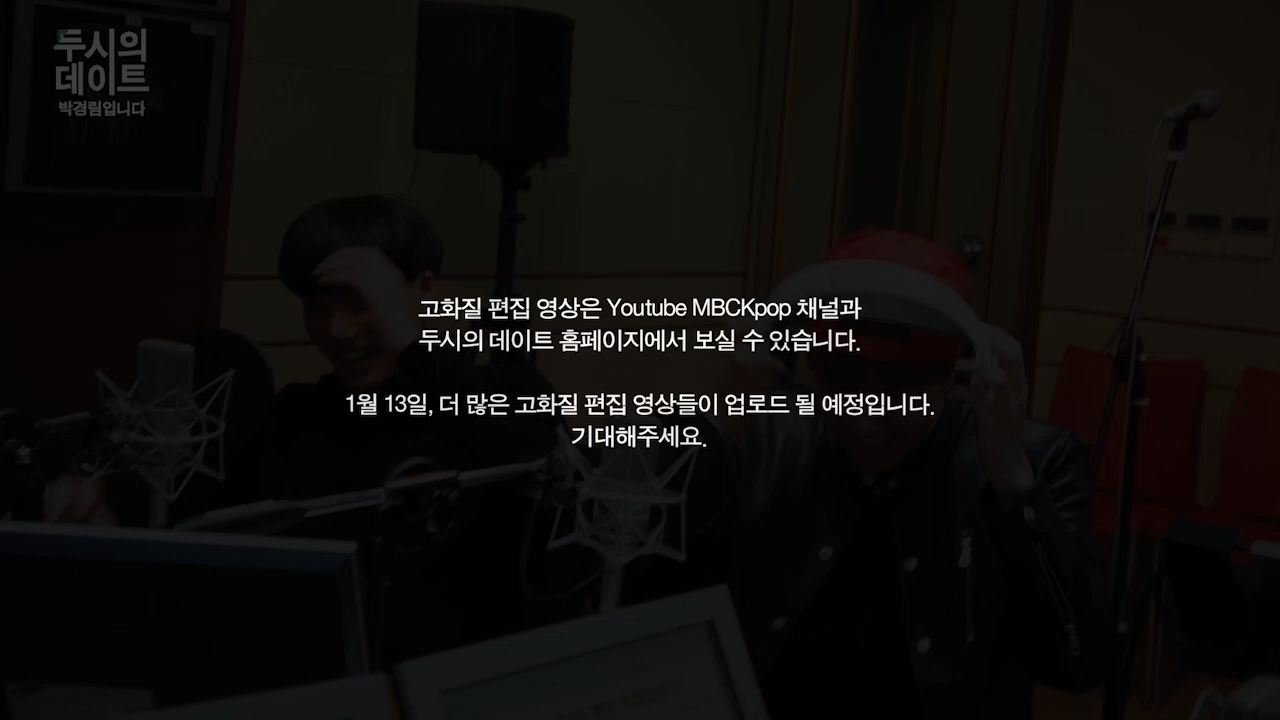 두시의
데이트
박경림입니다
고화질 편집 영상은 Youtube MBCKpop 채널과
두시의 데이트 홈페이지에서 보실 수 있습니다.
1월 13일, 더 많은 고화질 편집 영상들이 업로드 될 예정입니다.
기대해주세요.